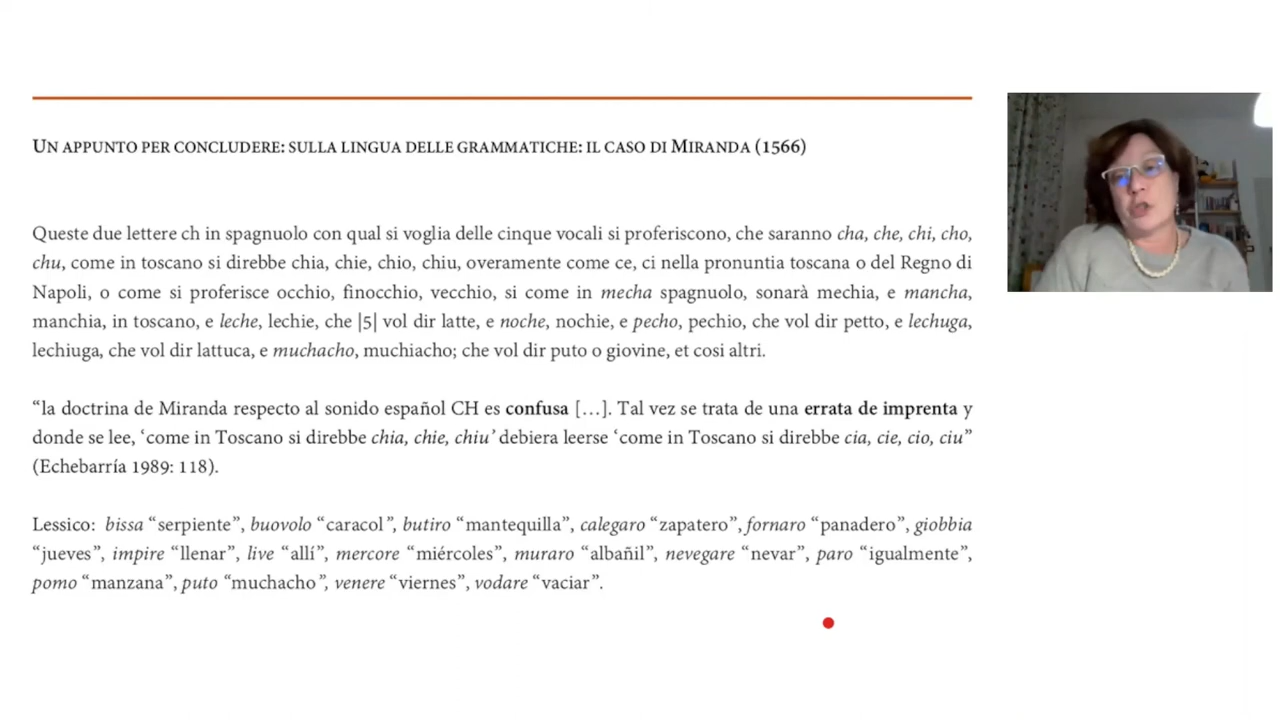 UN APPUNTO PER CONCLUDERE: SULLA LINGUA DELLE GRAMMATICHE: IL CASO DI MIRANDA (1566)
Queste due lettere ch in spagnuolo con qual si voglia delle cinque vocali si proferiscono, che saranno cha, che, chi, cho,
chu, come in toscano si direbbe chia, chie, chio, chiu, overamente come ce, ci nella pronuntia toscana o del Regno di
Napoli, o come si proferisce occhio, finocchio, vecchio, si come in mecha spagnuolo, sonarà mechia, e mancha,
manchia, in toscano, e leche, lechie, che |5| vol dir latte, e noche, nochie, e pecho, pechio, che vol dir petto, e lechuga,
lechiuga, che vol dir lattuca, e muchacho, muchiacho; che vol dir puto o giovine, et cosi altri.
“la doctrina de Miranda respecto al sonido español CH es confusa […]. Tal vez se trata de una errata de imprenta y
donde se lee, ‘come in Toscano si direbbe chia, chie, chiu’ debiera leerse ‘come in Toscano si direbbe cia, cie, cio, ciu”
(Echebarría 1989: 118).
Lessico: bissa “serpiente”, buovolo “caracol”, butiro “mantequilla”, calegaro “zapatero”, fornaro “panadero”, giobbia
“jueves”, impire “llenar”, live “allí”, mercore “miércoles”, muraro “albañil”, nevegare “nevar”, paro “igualmente”,
pomo “manzana”, puto “muchacho”, venere “viernes”, vodare “vaciar”.